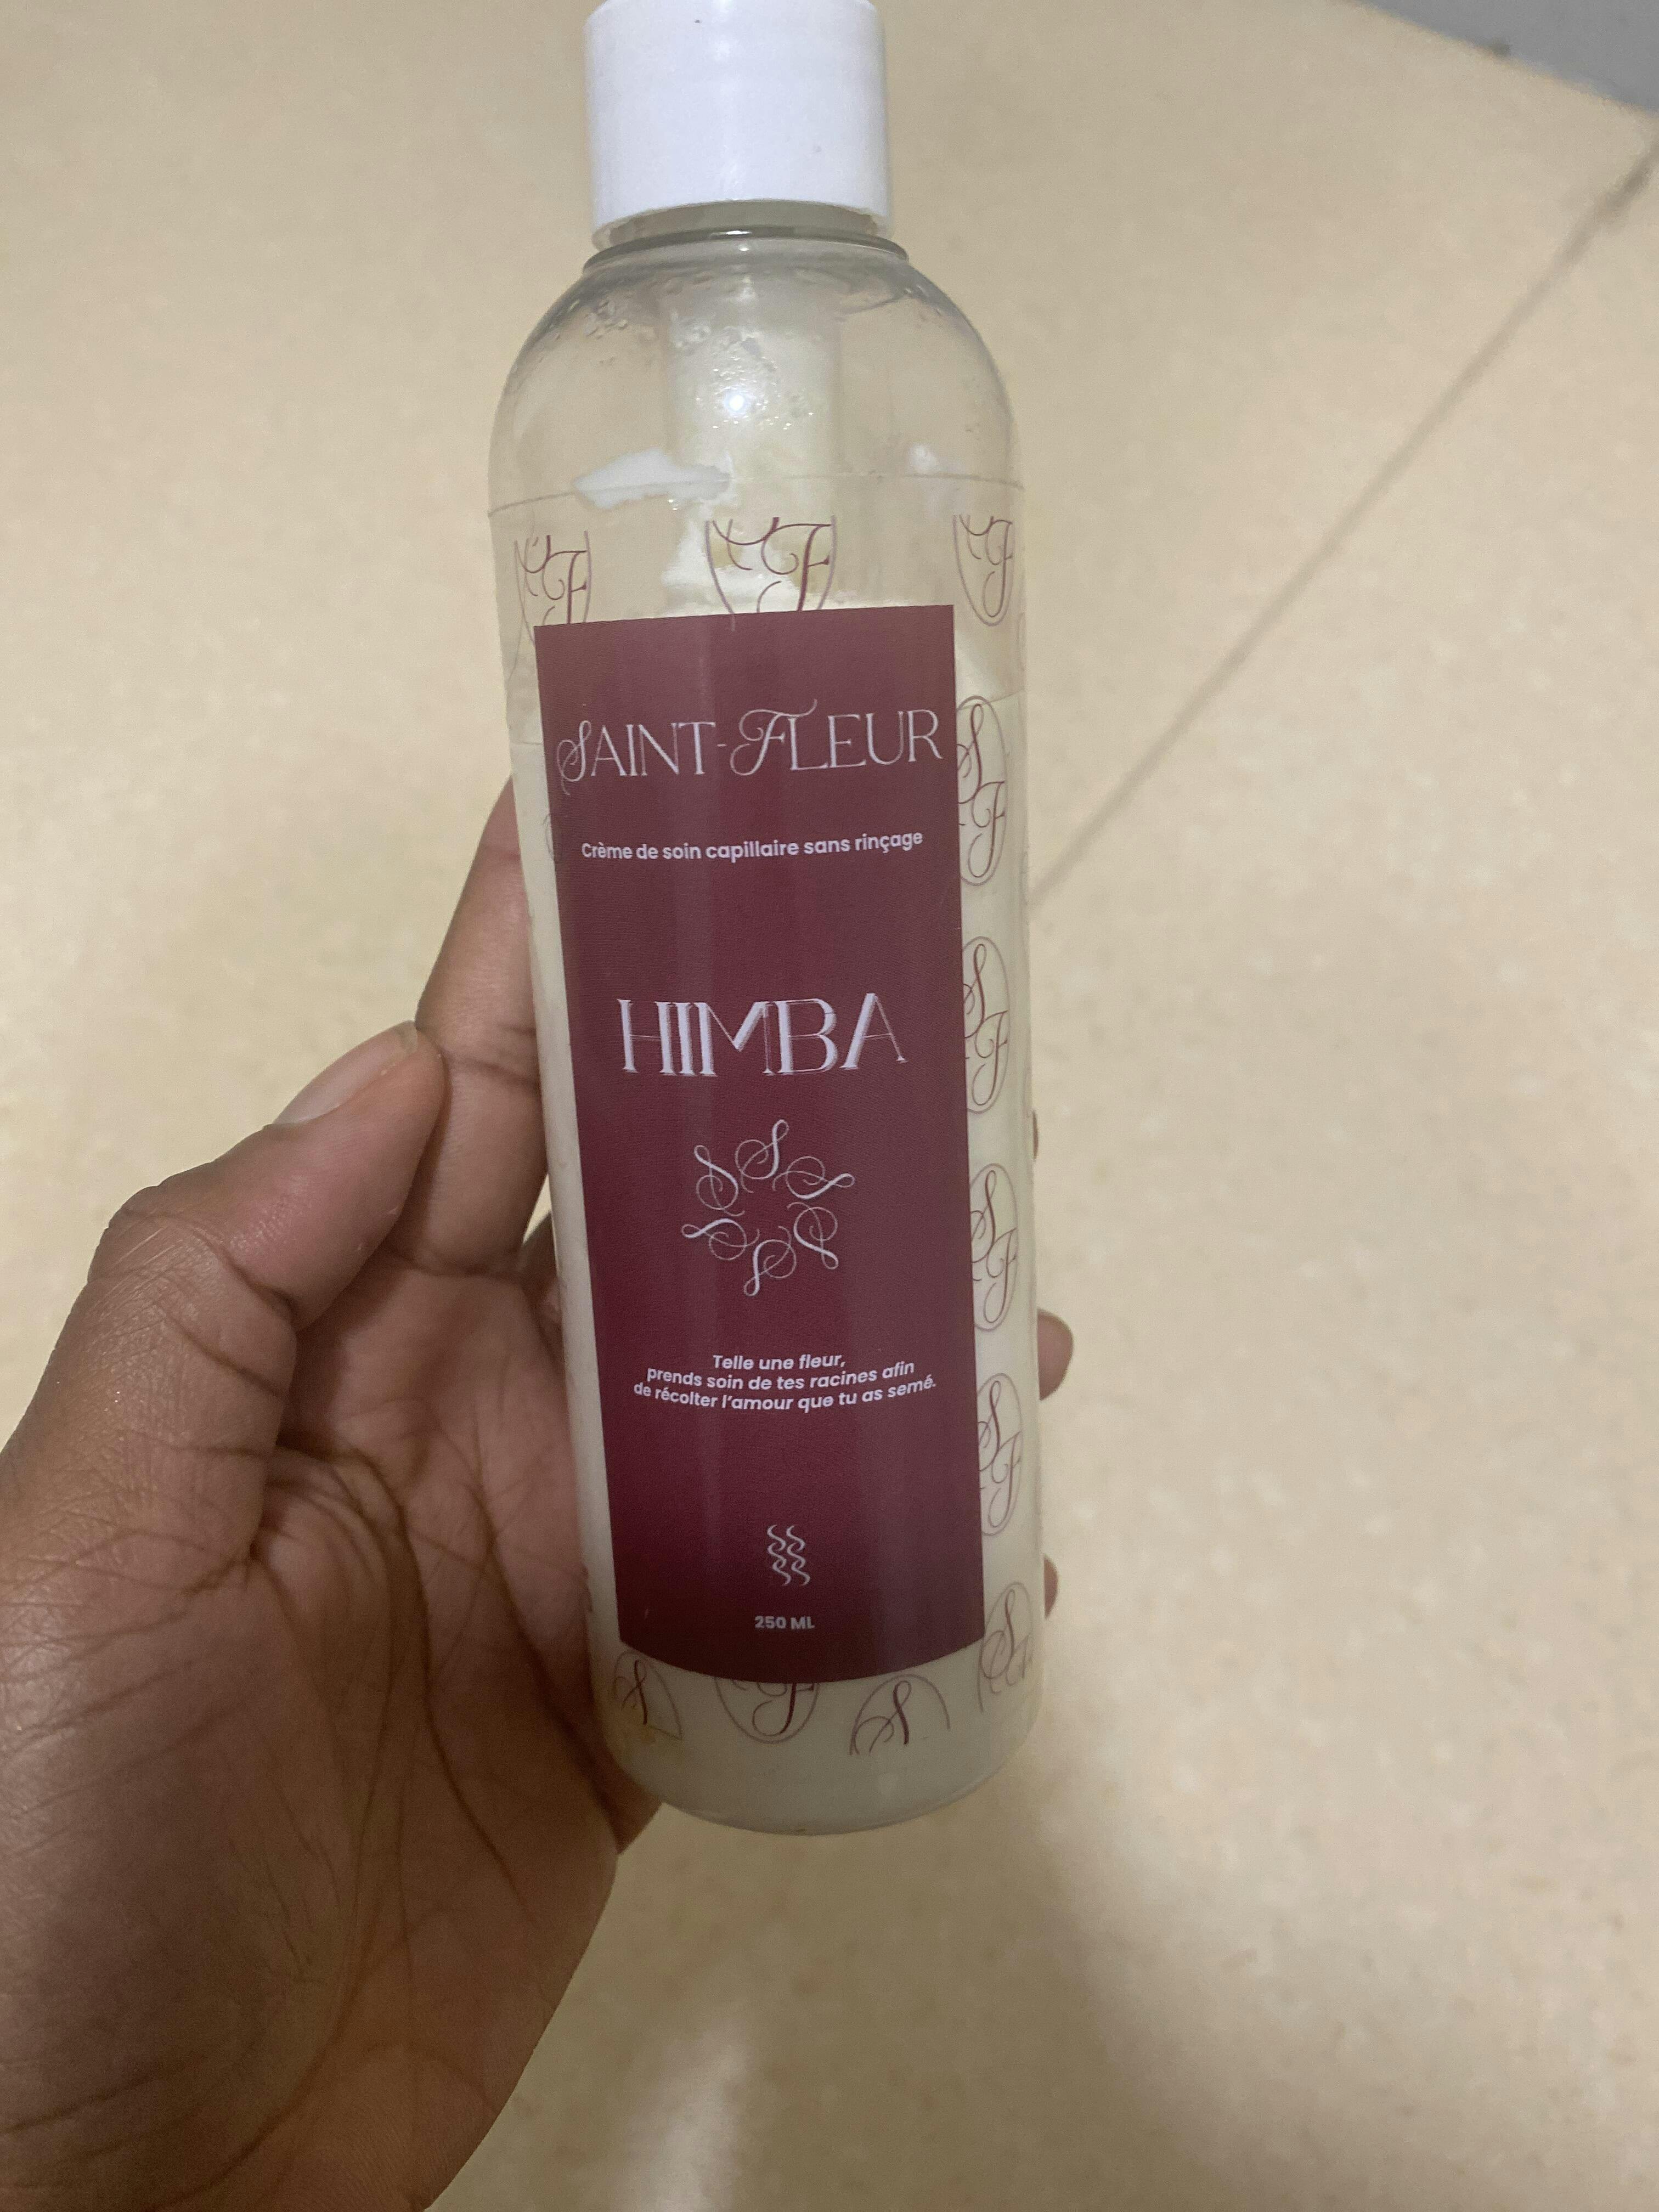 SAINT-FLEUR
Crème de soin capillaire sans rinçage
HIMBA
Telle une fleur,
prends soin de tes racines afin
de récolter l'amour que tu as semé.
250 ML